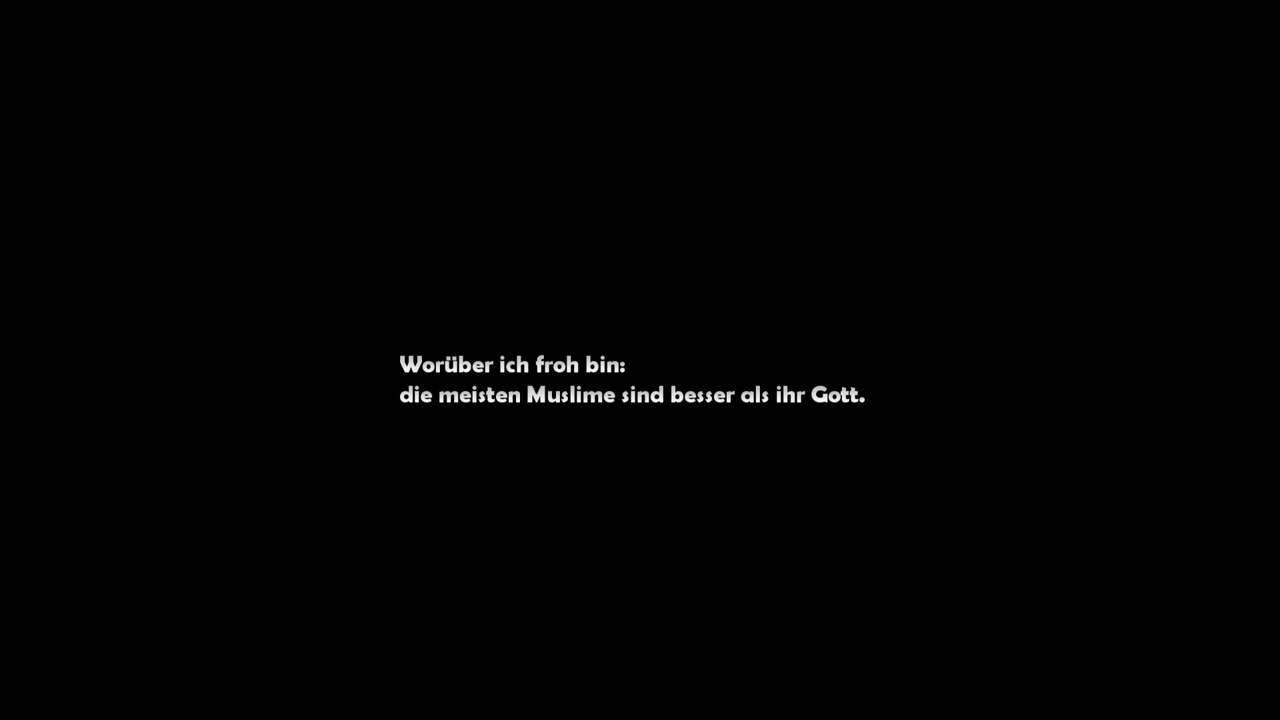 Worüber ich froh bin:
die meisten Muslime sind besser als ihr Gott.